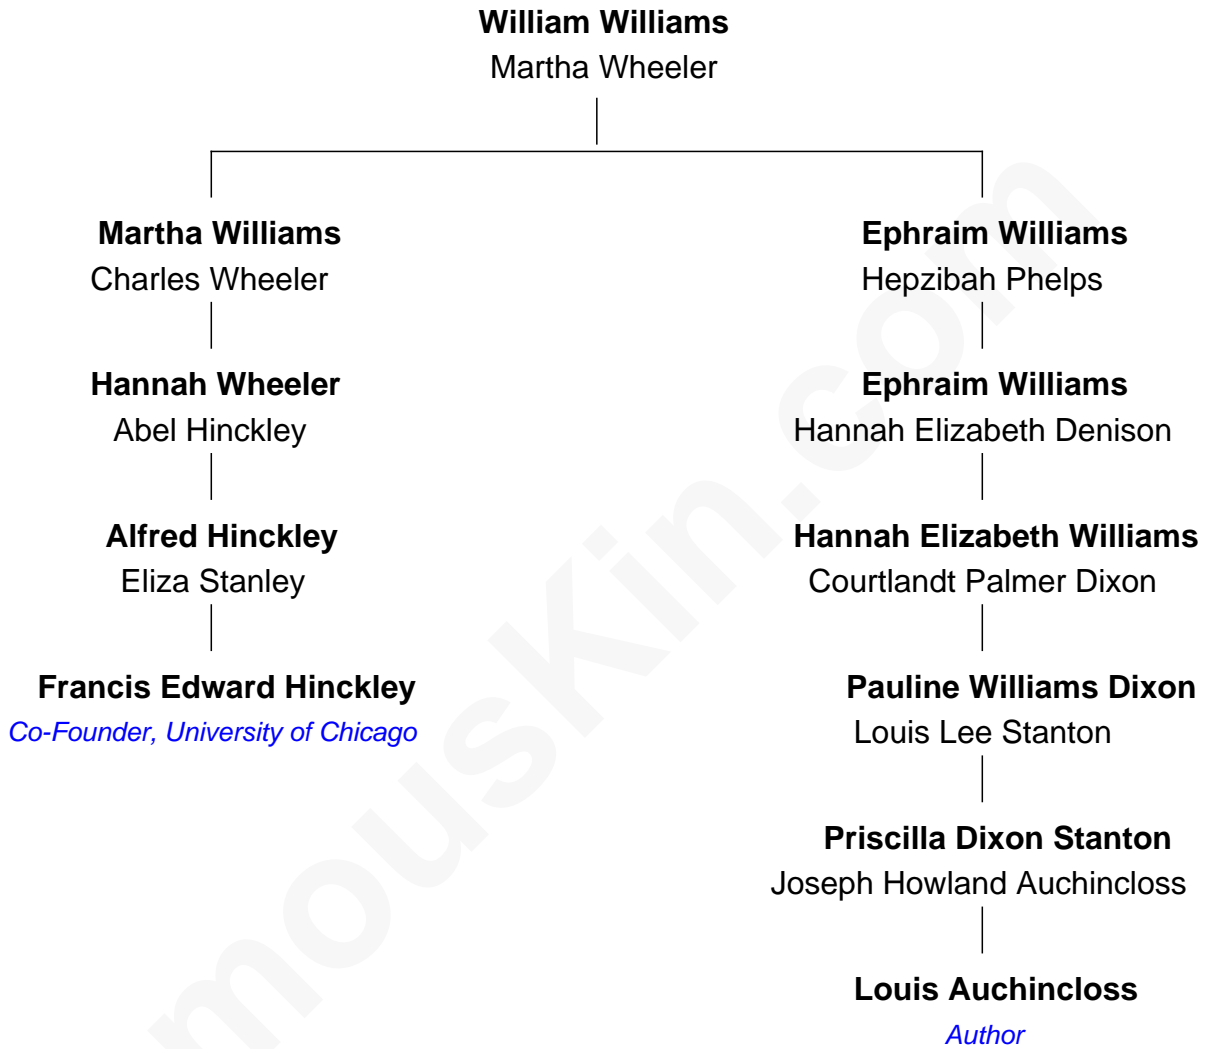 William Williams
Martha Wheeler
Martha Williams
Charles Wheeler
Hannah Wheeler
Abel Hinckley
Alfred Hinckley
Eliza Stanley
Francis Edward Hinckley
Co-Founder, University of Chicago
Ephraim Williams
Hepzibah Phelps
Ephraim Williams
Hannah Elizabeth Denison
Hannah Elizabeth Williams
Courtlandt Palmer Dixon
Pauline Williams Dixon
Louis Lee Stanton
Priscilla Dixon Stanton
Joseph Howland Auchincloss
Louis Auchincloss
Author
mouskin.com